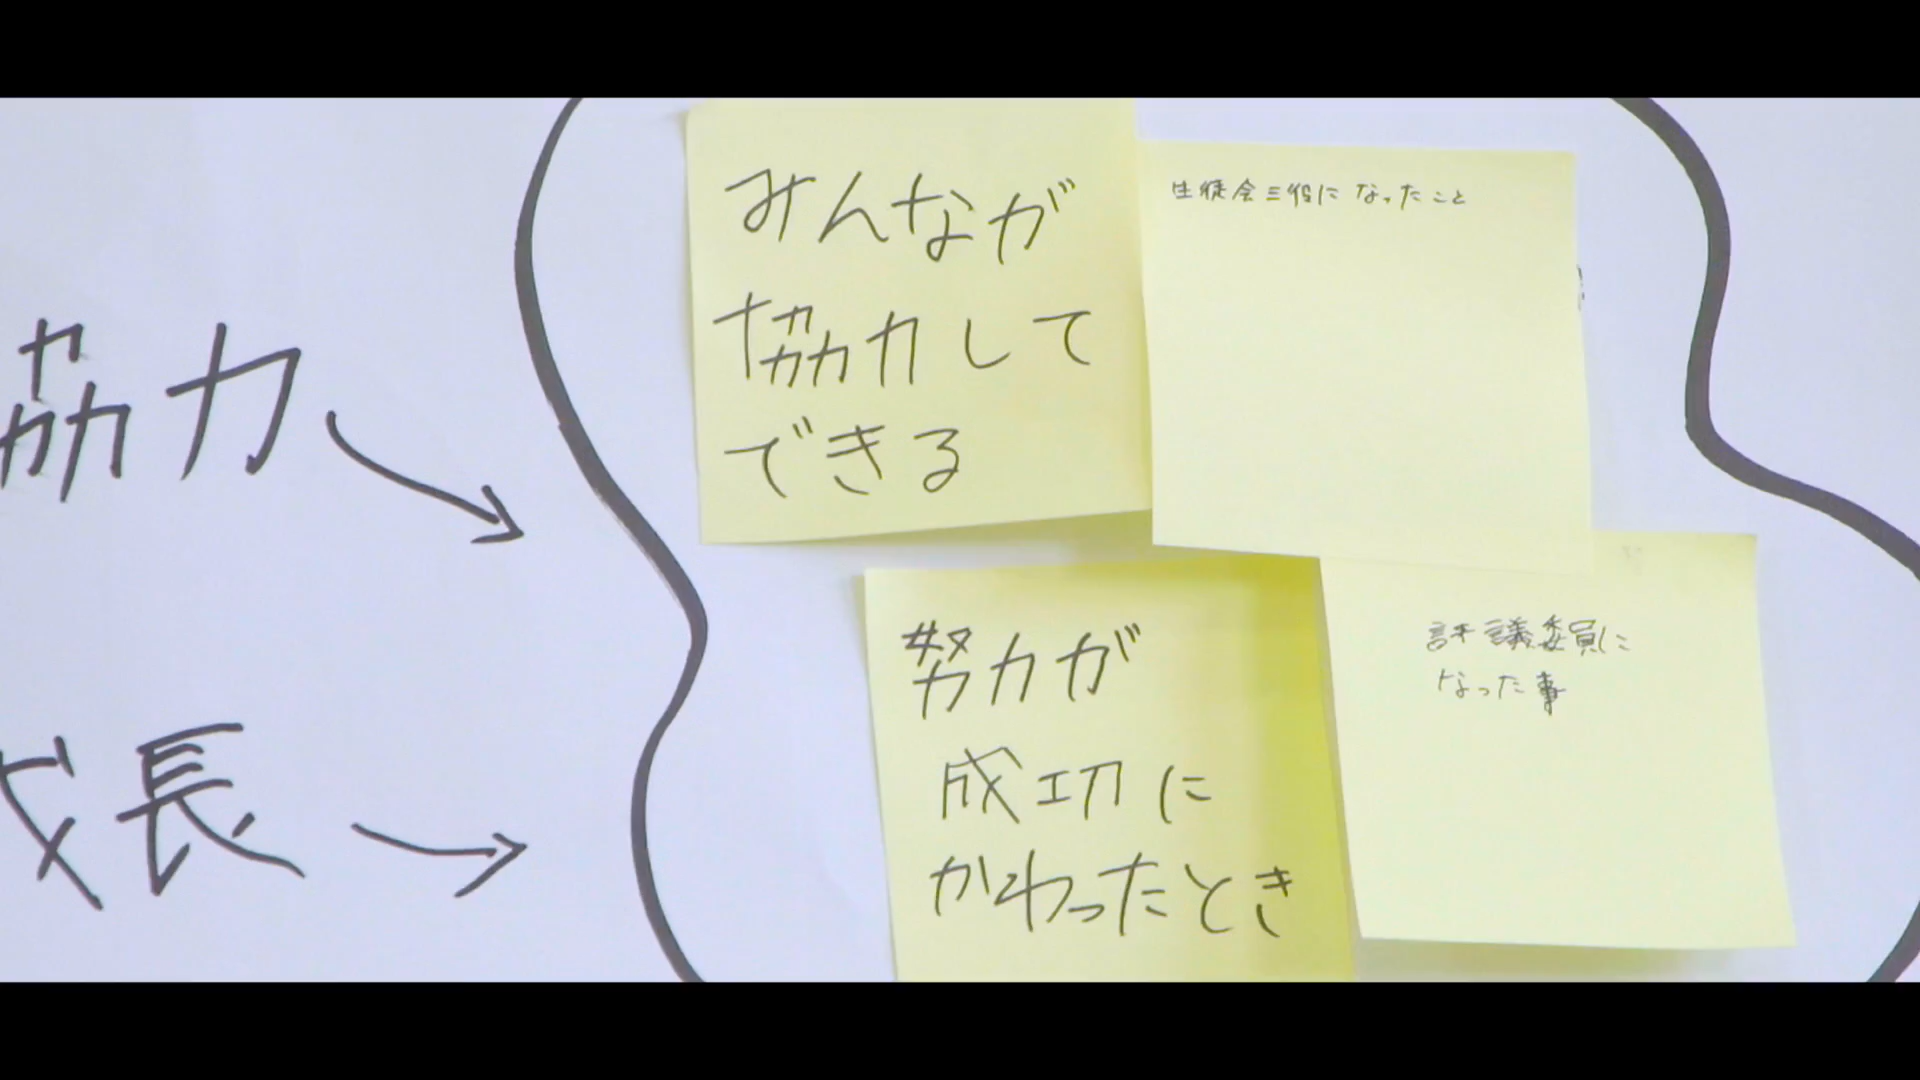 協力
成長
みんなが
協力して
できる
生徒会三役になったこと
努力が
成功に
かわったとき
評議委員に
なった事